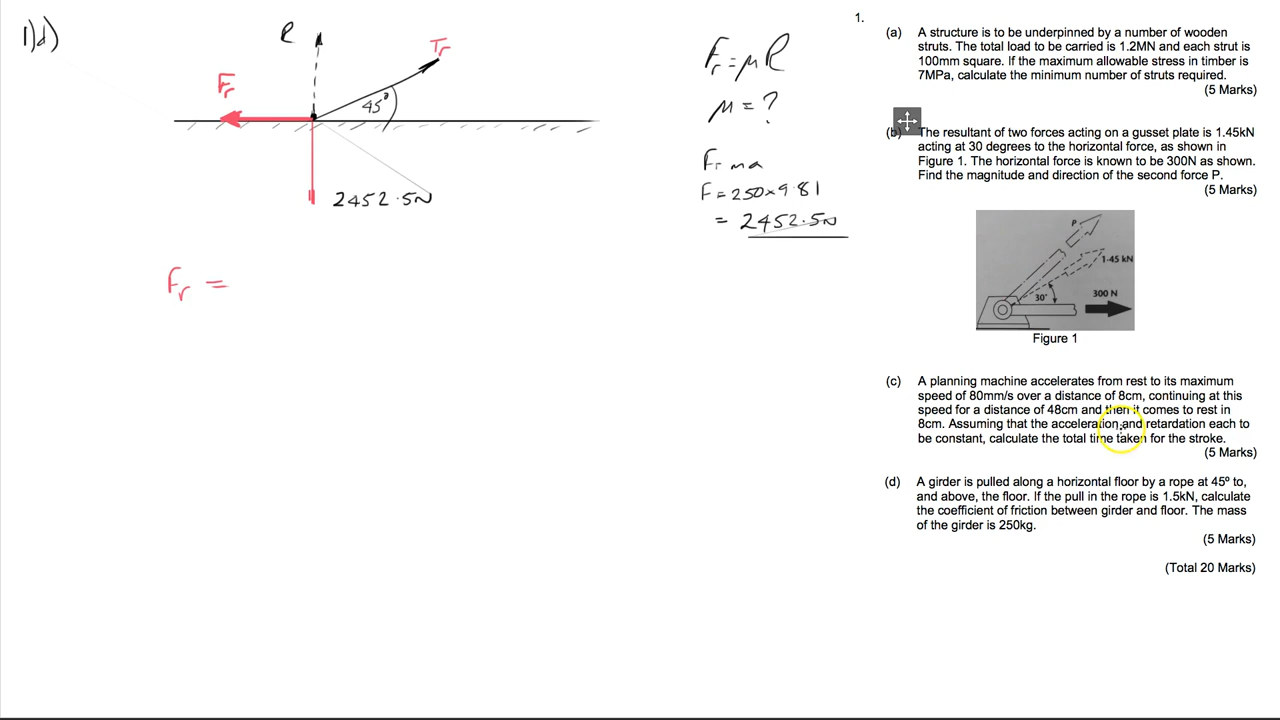 1)d)
R
Tr
Fr
45°
2452.5N
Fr =
Fr = μR
μ = ?
F = ma
F = 250 x 9.81
= 2452.5N
1.
(a) A structure is to be underpinned by a number of wooden
struts. The total load to be carried is 1.2MN and each strut is
100mm square. If the maximum allowable stress in timber is
7MPa, calculate the minimum number of struts required.
(5 Marks)
(b) The resultant of two forces acting on a gusset plate is 1.45kN
acting at 30 degrees to the horizontal force, as shown in
Figure 1. The horizontal force is known to be 300N as shown.
Find the magnitude and direction of the second force P.
(5 Marks)
P
1·45 kN
30°
300 N
Figure 1
(c) A planning machine accelerates from rest to its maximum
speed of 80mm/s over a distance of 8cm, continuing at this
speed for a distance of 48cm and then it comes to rest in
8cm. Assuming that the acceleration and retardation each to
be constant, calculate the total time taken for the stroke.
(5 Marks)
(d) A girder is pulled along a horizontal floor by a rope at 45º to,
and above, the floor. If the pull in the rope is 1.5kN, calculate
the coefficient of friction between girder and floor. The mass
of the girder is 250kg.
(5 Marks)
(Total 20 Marks)